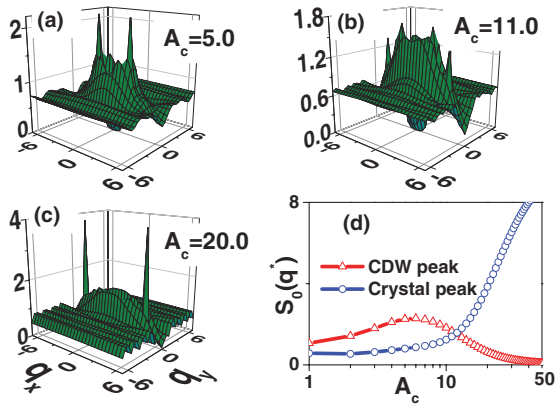 (a)
A_c=5.0
2
1
0
-6
0
6
-6
0
6
(b)
A_c=11.0
1.8
1.2
0.6
0.0
-6
0
6
-6
0
6
(c)
A_c=20.0
4
2
0
-6
0
6
-6
0
6
q_x
q_y
(d)
8
0
S_0(q*)
CDW peak
Crystal peak
1
10
50
A_c